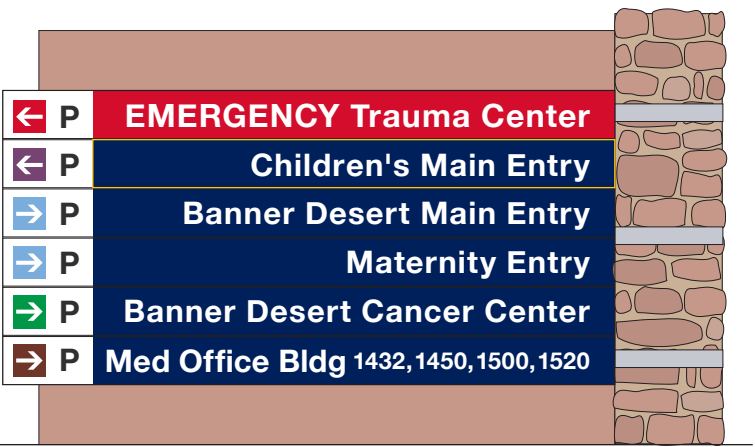 ← P EMERGENCY Trauma Center
← P Children's Main Entry
→ P Banner Desert Main Entry
→ P Maternity Entry
→ P Banner Desert Cancer Center
→ P Med Office Bldg 1432,1450,1500,1520